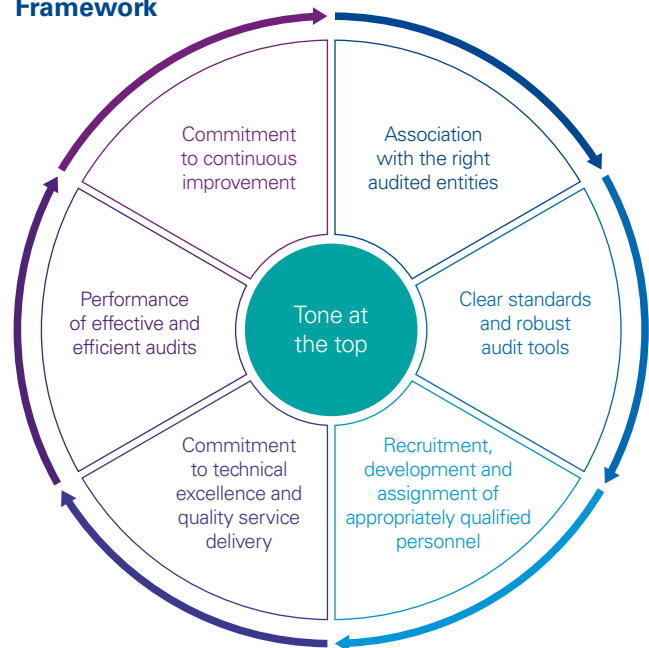 Framework
Commitment
to continuous
improvement
Association
with the right
audited entities
Performance
of effective and
efficient audits
Tone at
the top
Clear standards
and robust
audit tools
Commitment
to technical
excellence and
quality service
delivery
Recruitment,
development and
assignment of
appropriately qualified
personnel